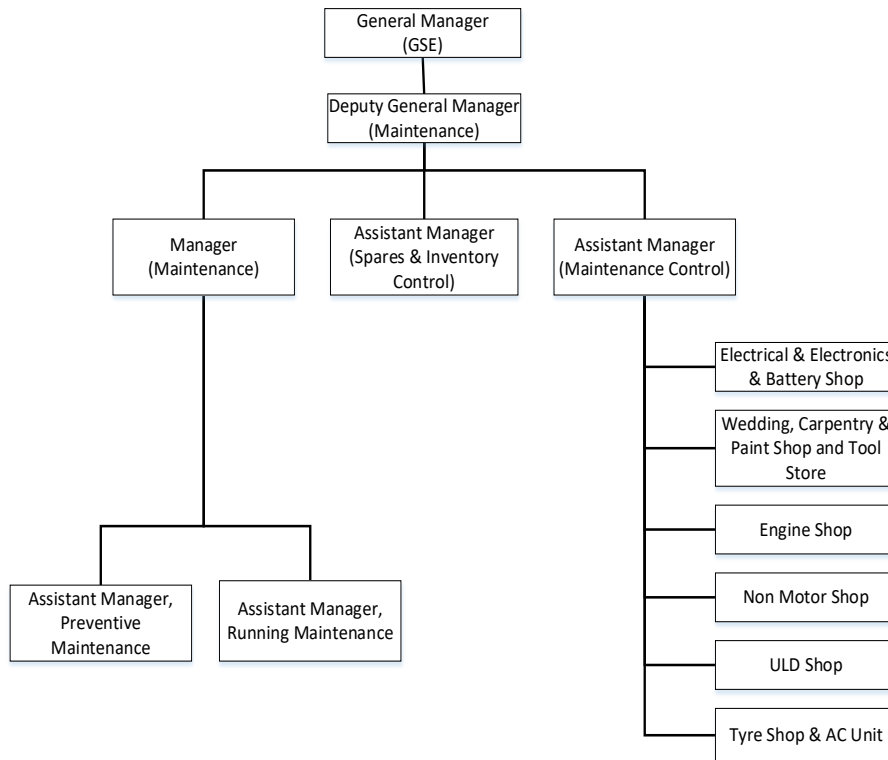 General Manager
(GSE)
Deputy General Manager
(Maintenance)
Manager
(Maintenance)
Assistant Manager
(Spares & Inventory
Control)
Assistant Manager
(Maintenance Control)
Electrical & Electronics
& Battery Shop
Wedding, Carpentry &
Paint Shop and Tool
Store
Engine Shop
Non Motor Shop
ULD Shop
Tyre Shop & AC Unit
Assistant Manager,
Preventive
Maintenance
Assistant Manager,
Running Maintenance